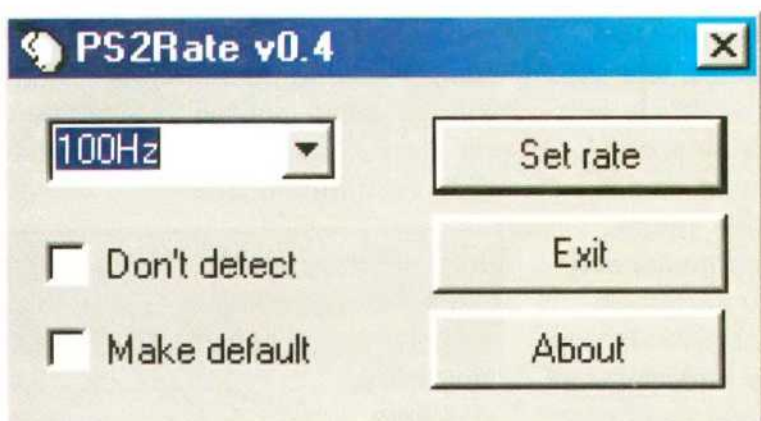 PS2Rate v0.4
100Hz
Set rate
Don't detect
Exit
Make default
About